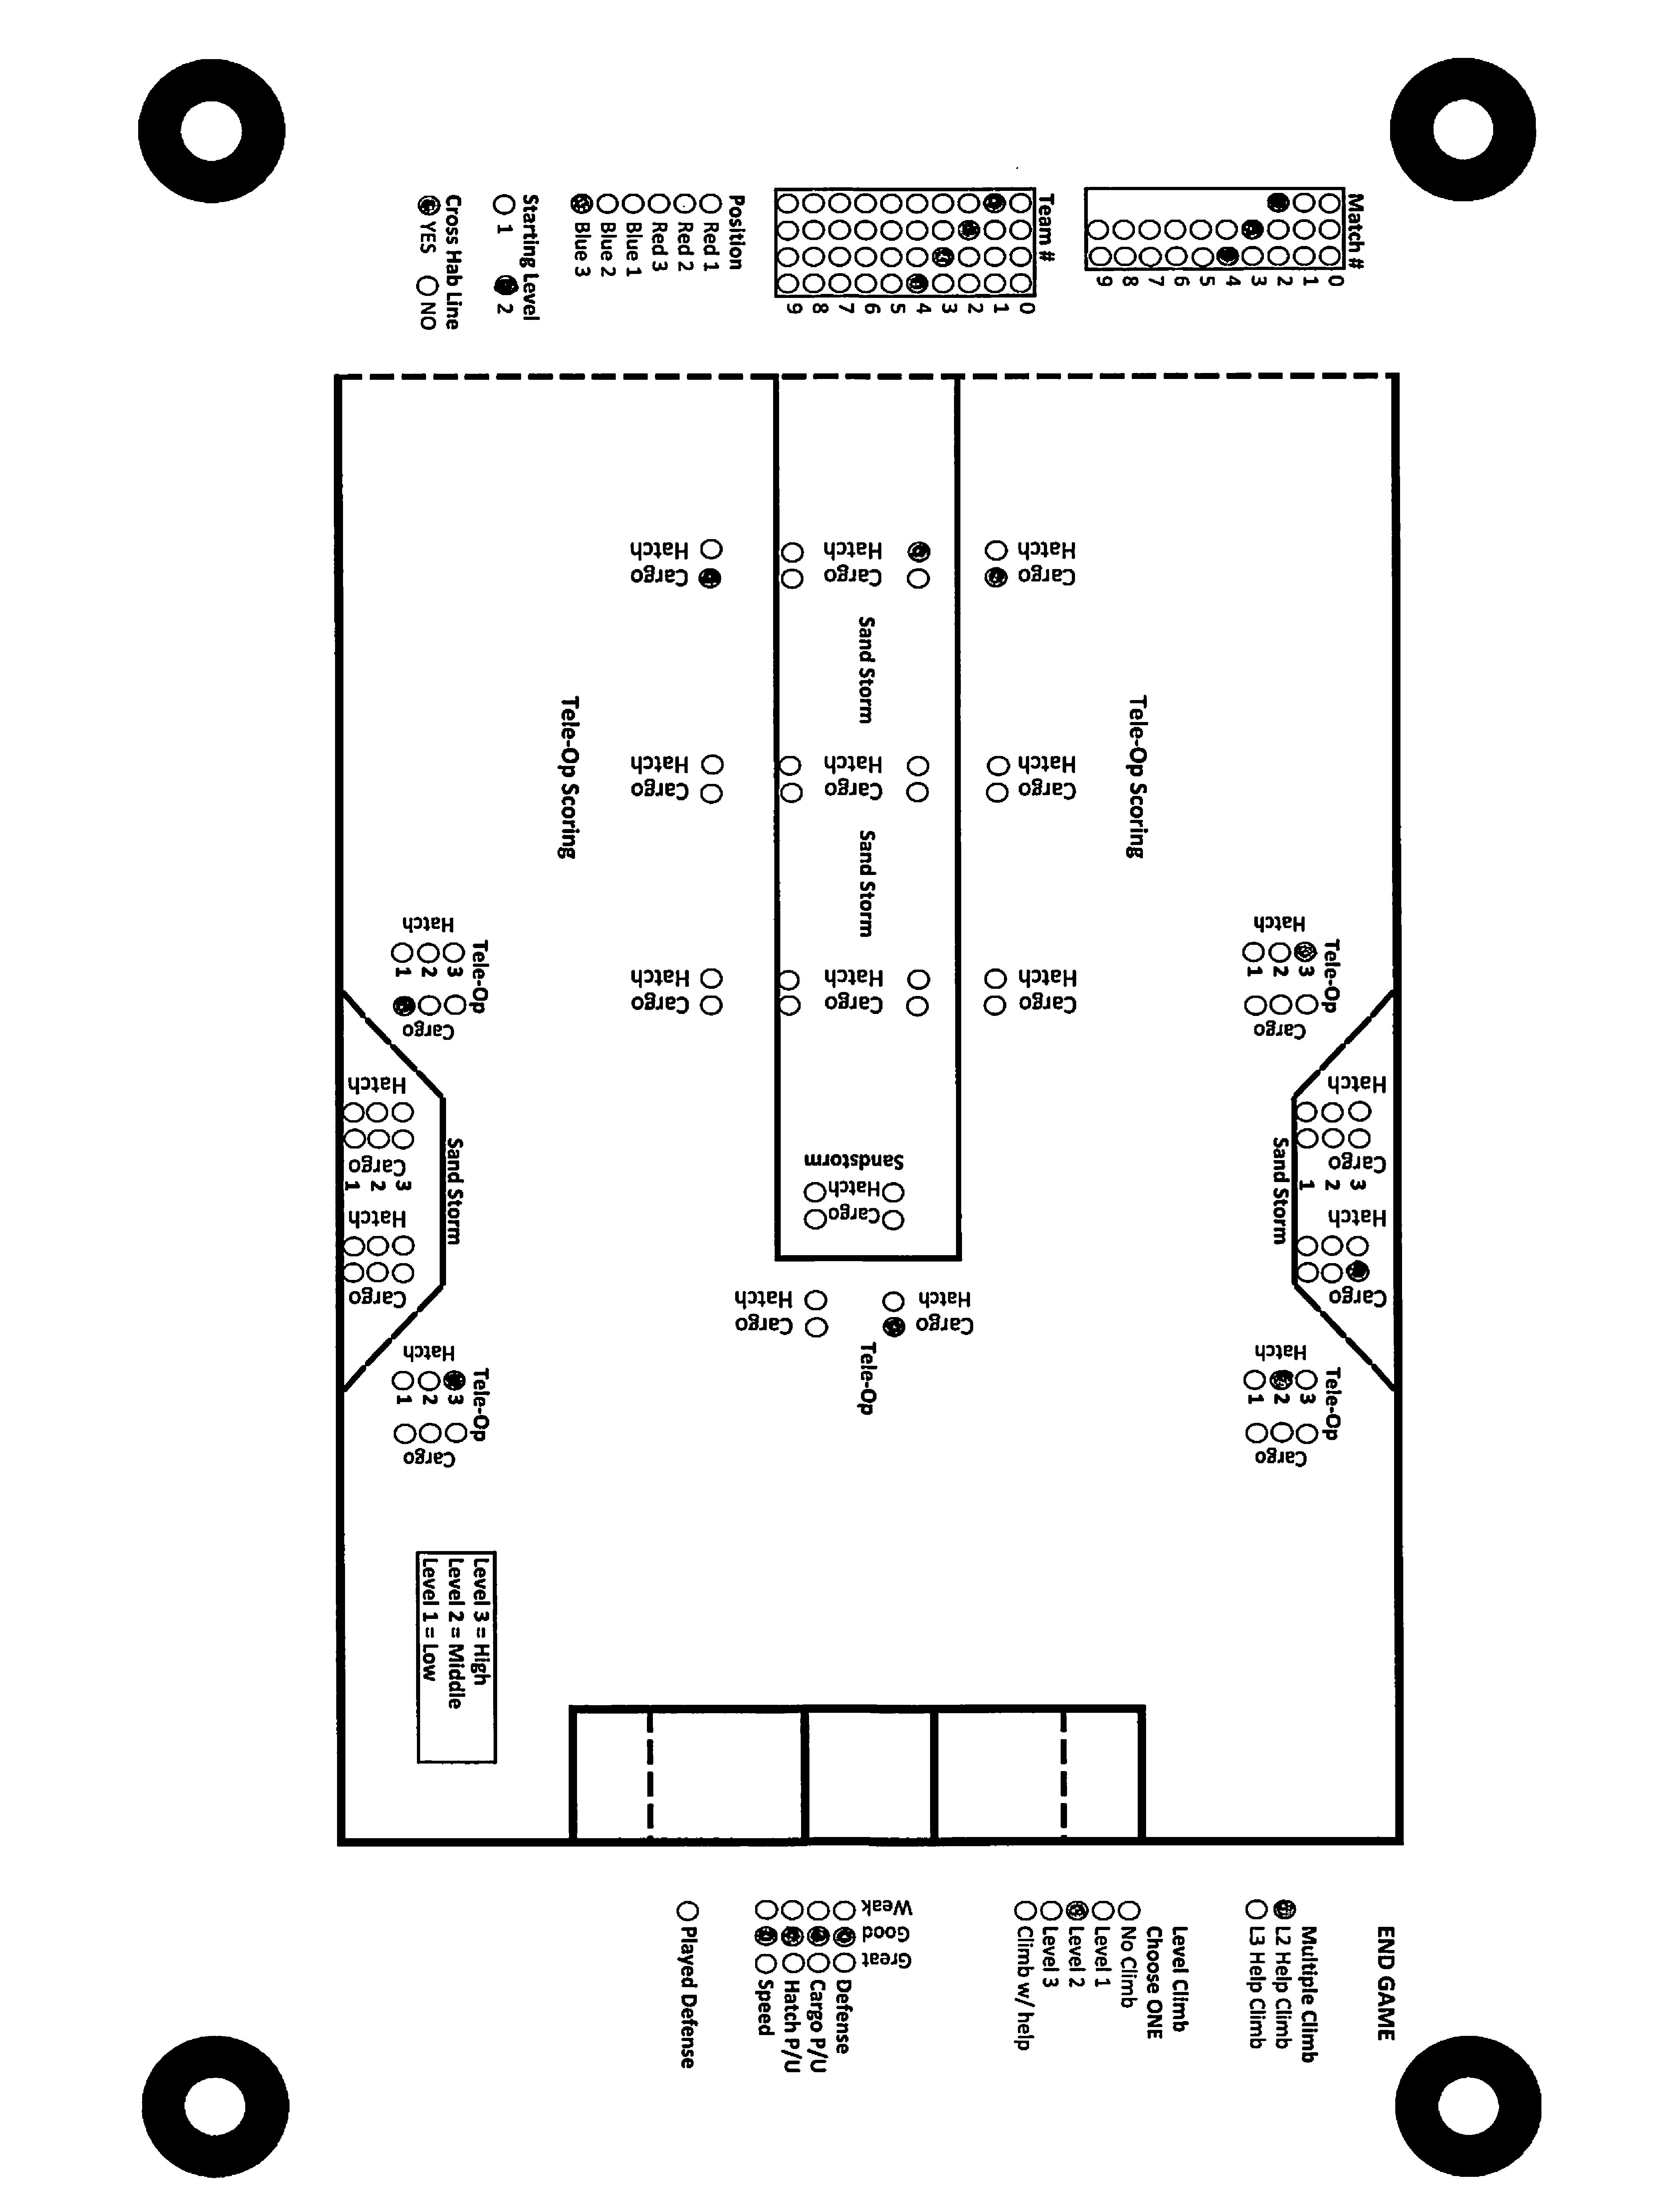 Match #
0
1
2
3
4
5
6
7
8
9
Team #
0
1
2
3
4
5
6
7
8
9
Position
Red 1
Red 2
Red 3
Blue 1
Blue 2
Blue 3
Starting Level
1 2
Cross Hab Line
YES NO
Tele-Op
Hatch
3
2
1
Cargo
Hatch
Cargo
3
2
1
Hatch
Cargo
Sand Storm
Tele-Op
Hatch
3
2
1
Cargo
Tele-Op Scoring
Hatch
Cargo
Hatch
Cargo
Hatch
Cargo
Hatch
Cargo
Hatch
Cargo
Sand Storm
Hatch
Cargo
Sand Storm
Hatch
Cargo
Sandstorm
Hatch
Cargo
Tele-Op
Hatch
Cargo
Hatch
Cargo
Hatch
Cargo
Hatch
Cargo
Tele-Op Scoring
Tele-Op
Hatch
3
2
1
Cargo
Sand Storm
Hatch
Cargo
3
2
1
Hatch
Cargo
Tele-Op
Hatch
3
2
1
Cargo
Level 3 = High
Level 2 = Middle
Level 1 = Low
END GAME
Multiple Climb
L2 Help Climb
L3 Help Climb
Level Climb
Choose ONE
No Climb
Level 1
Level 2
Level 3
Climb w/ help
Weak
Good
Great
Defense
Cargo P/U
Hatch P/U
Speed
Played Defense